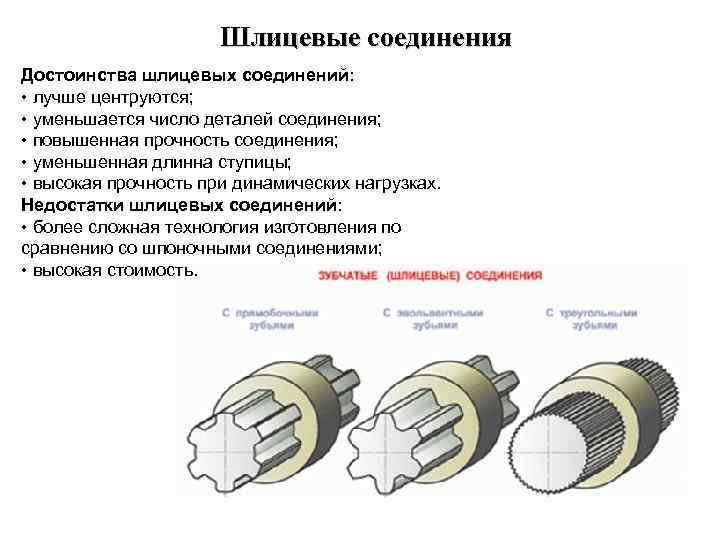 Шлицевые соединения
Достоинства шлицевых соединений:
• лучше центруются;
• уменьшается число деталей соединения;
• повышенная прочность соединения;
• уменьшенная длинна ступицы;
• высокая прочность при динамических нагрузках.
Недостатки шлицевых соединений:
• более сложная технология изготовления по
сравнению со шпоночными соединениями;
• высокая стоимость.
ЗУБЧАТЫЕ (ШЛИЦЕВЫЕ) СОЕДИНЕНИЯ
С прямобочными
зубьями
С эвольвентными
зубьями
С треугольными
зубьями